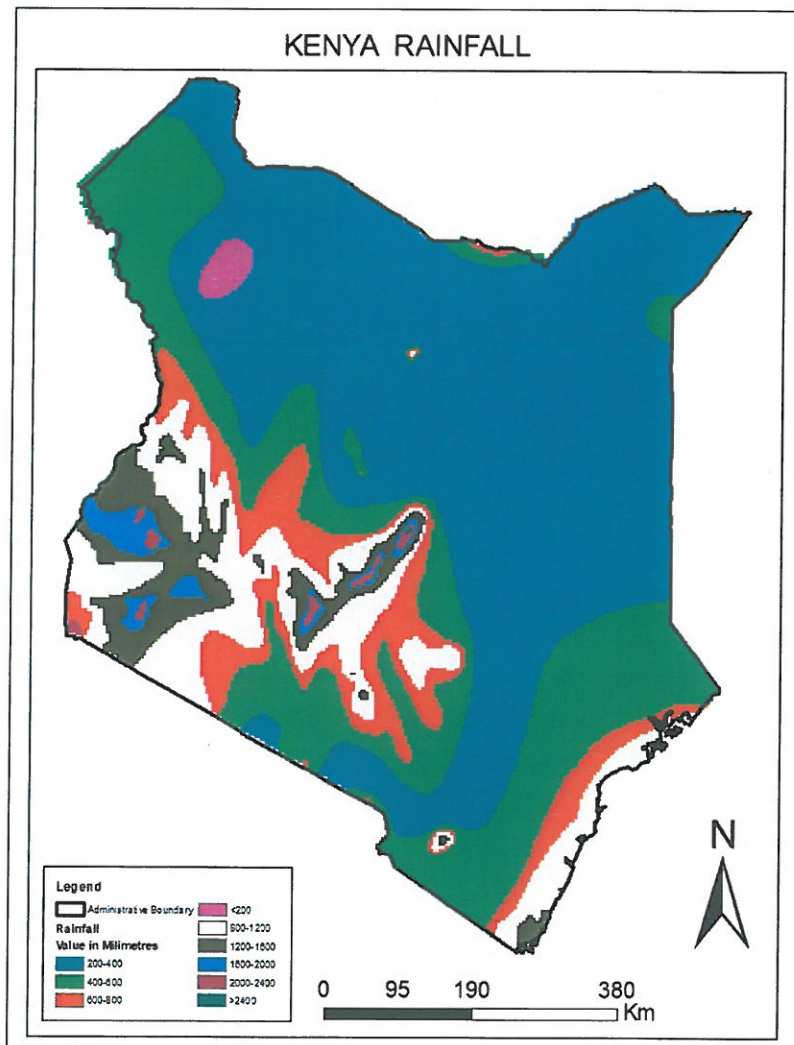 KENYA RAINFALL
N
Legend
Administrative Boundary
Rainfall
Value in Milimetres
200-400
400-600
600-800
<200
800-1200
1200-1600
1600-2000
2000-2400
>2400
0 95 190 380
Km